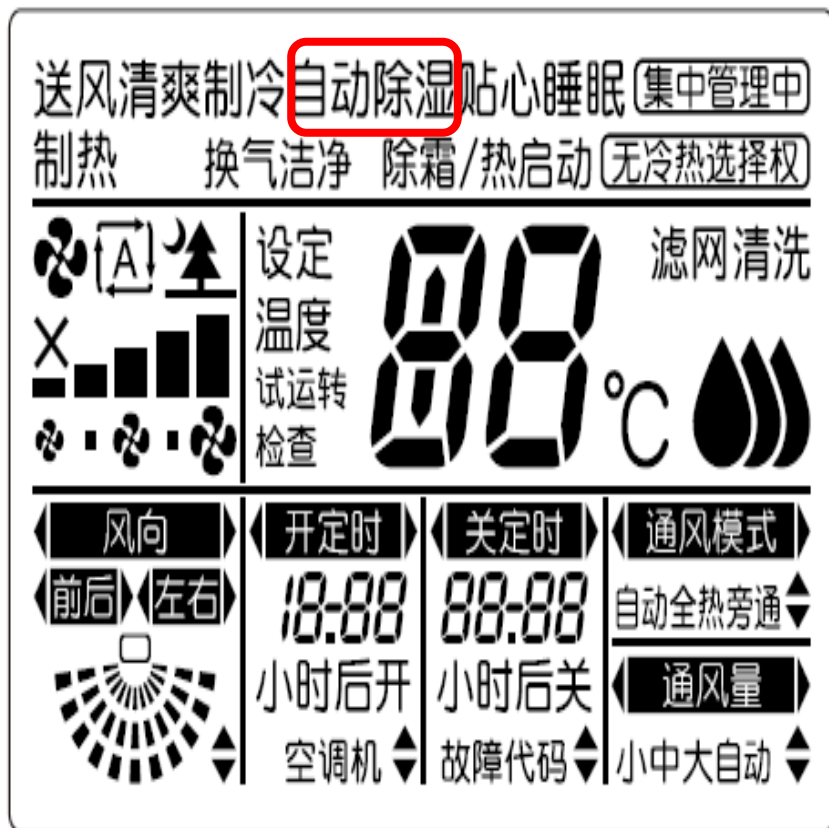 送风清爽制冷自动除湿贴心睡眠 集中管理中
制热 换气洁净 除霜/热启动 无冷热选择权
A
设定
温度
试运转
检查
88
°C
滤网清洗
风向
前后 左右
开定时
18-88
小时后开
空调机
关定时
88-88
小时后关
故障代码
通风模式
自动全热旁通
通风量
小中大自动